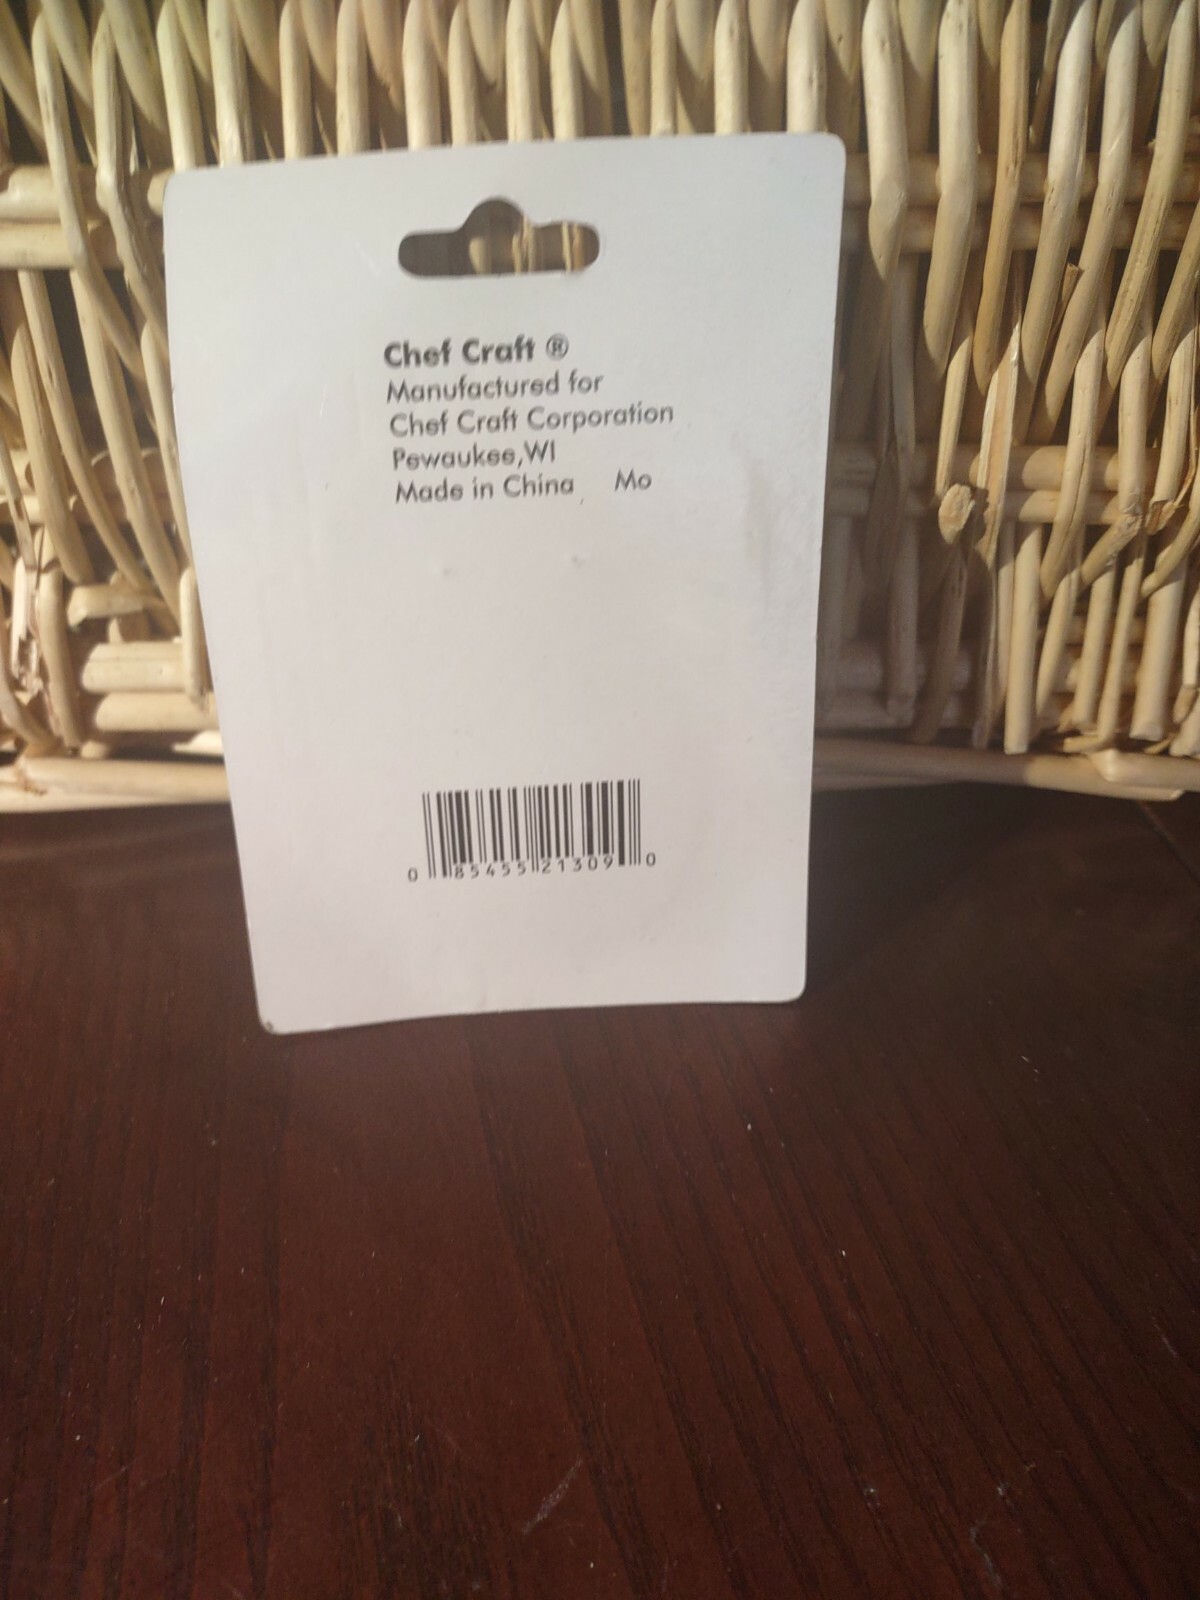 Chef Craft ®
Manufactured for
Chef Craft Corporation
Pewaukee,WI
Made in China Mo
0 85455 21309 0